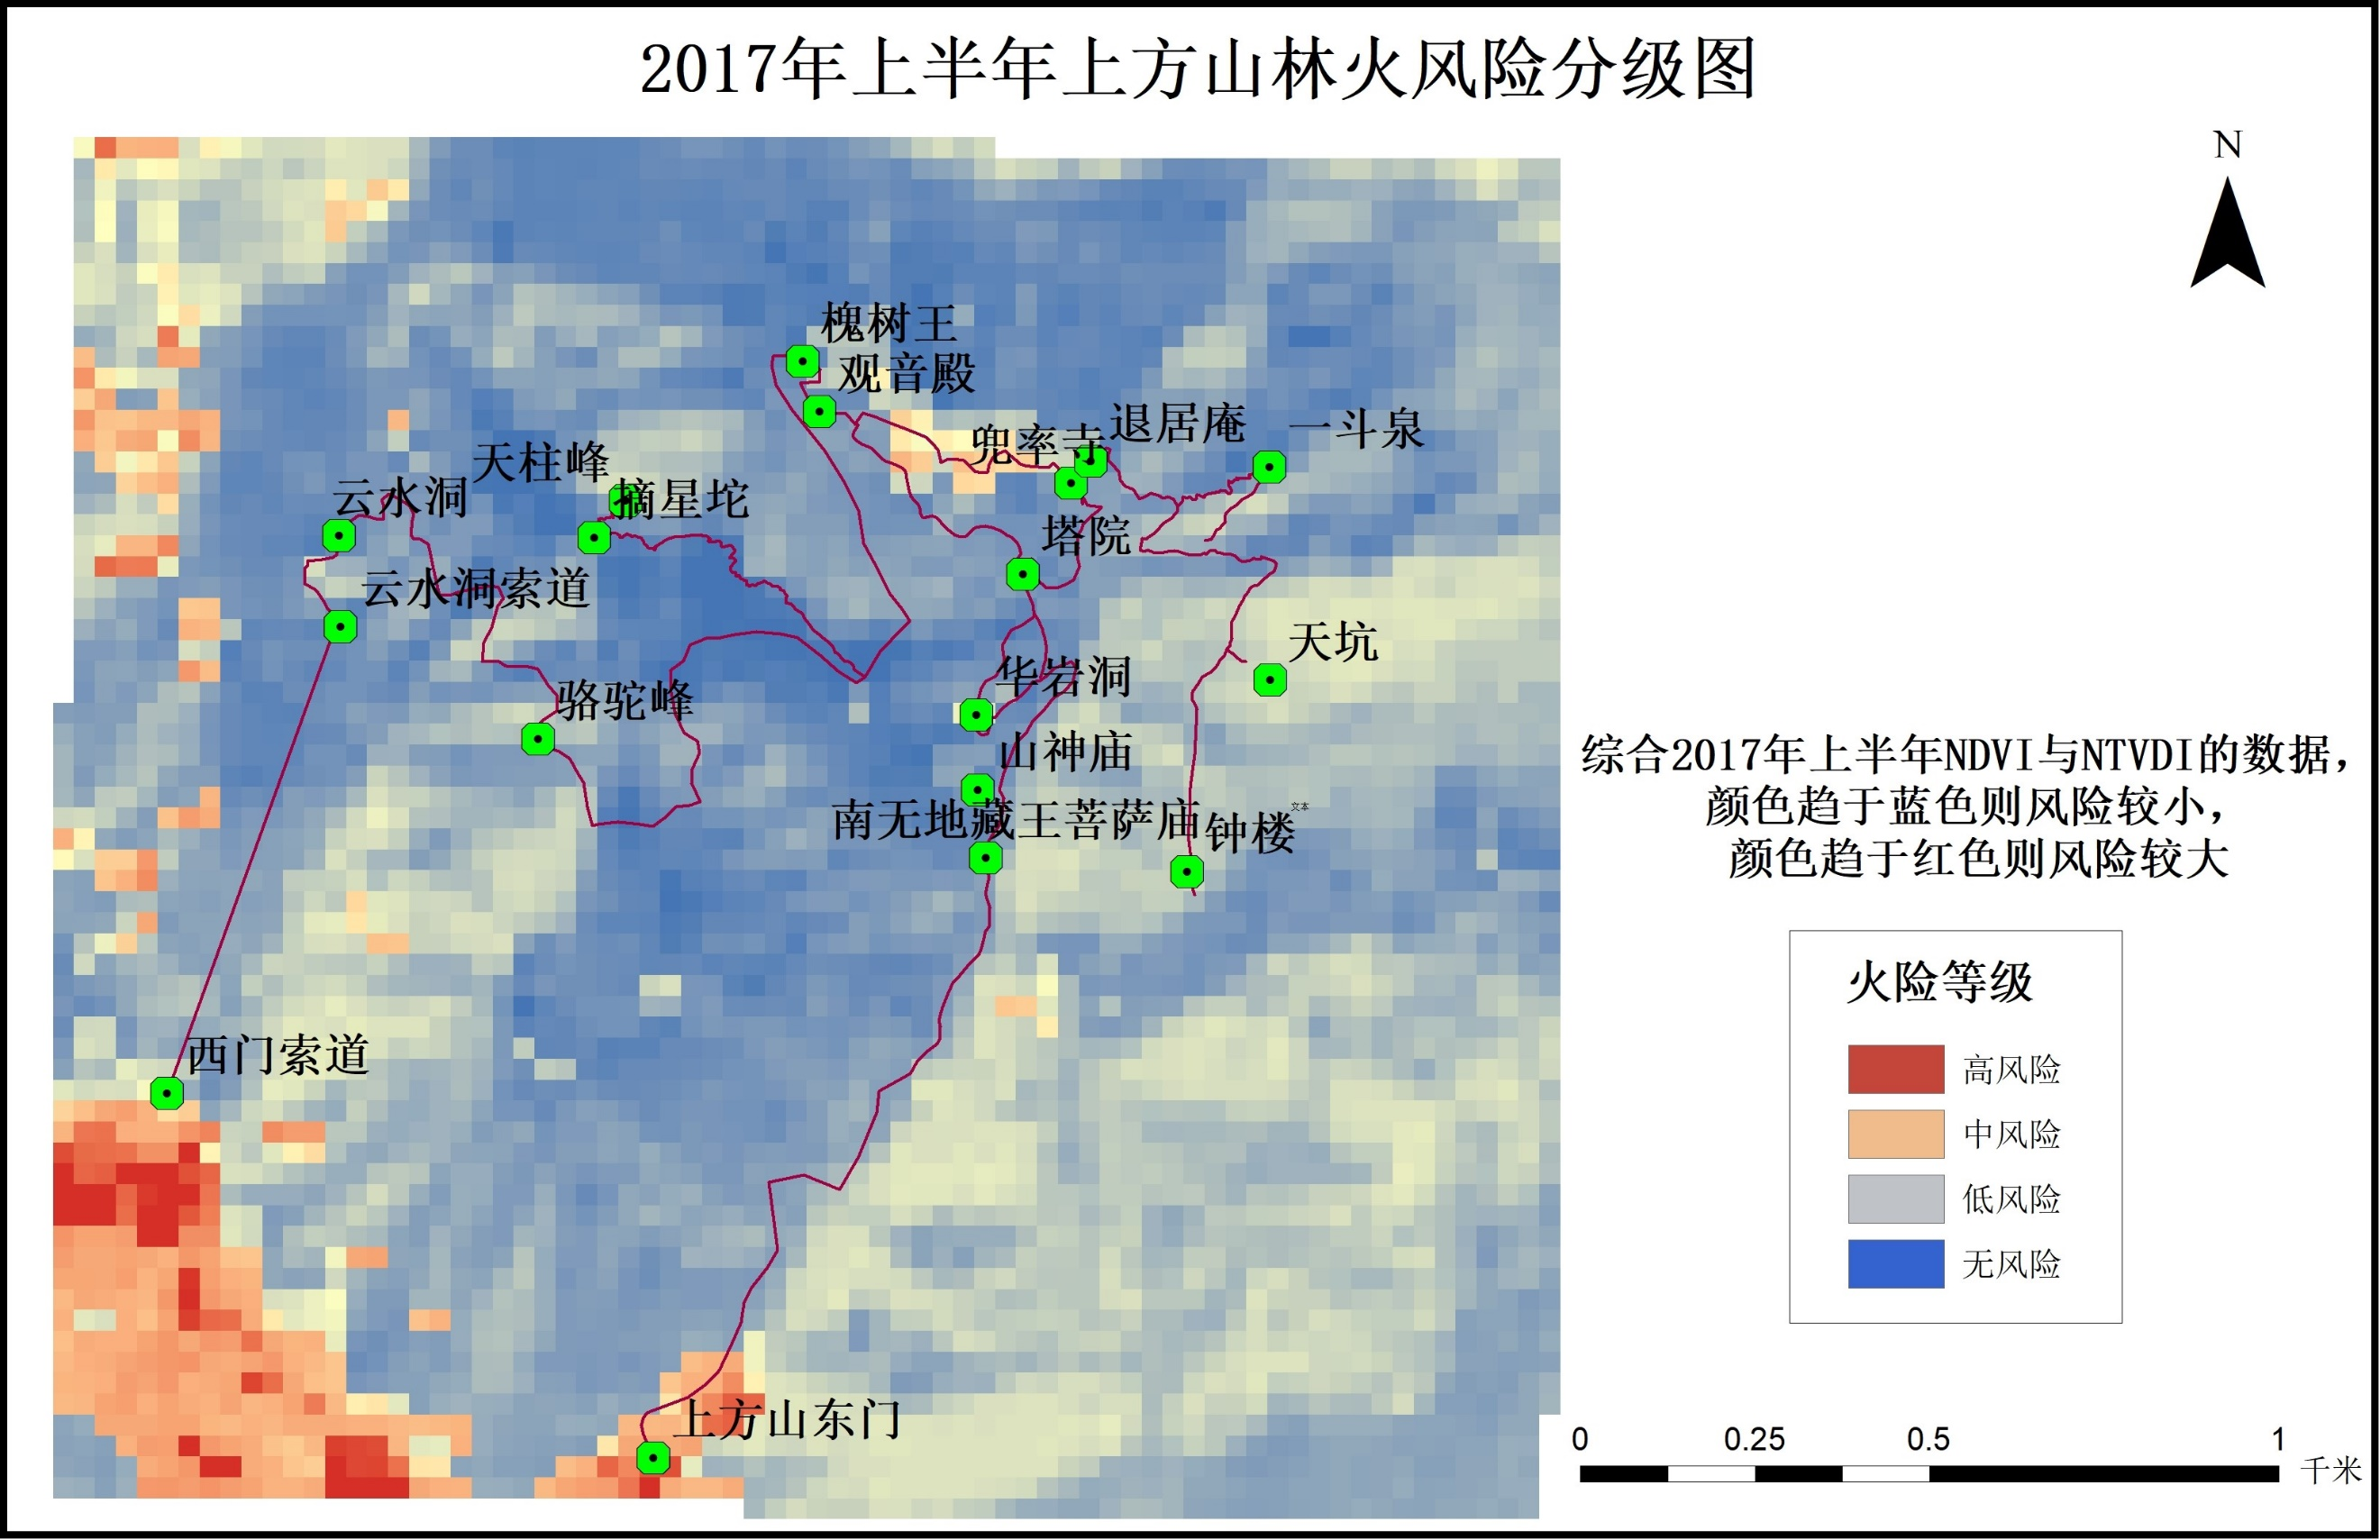 2017年上半年上方山林火风险分级图
N
槐树王
观音殿
兜率寺
退居庵
一斗泉
天柱峰
云水洞
摘星坨
塔院
云水洞索道
天坑
华岩洞
骆驼峰
山神庙
南无地藏王菩萨庙
文本
钟楼
西门索道
上方山东门
综合2017年上半年NDVI与NTVDI的数据，
颜色趋于蓝色则风险较小，
颜色趋于红色则风险较大
火险等级
高风险
中风险
低风险
无风险
0 0.25 0.5 1
千米